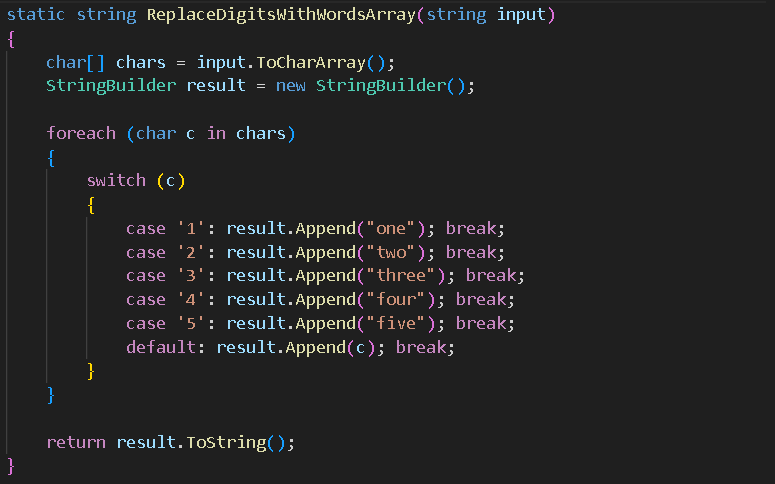 static string ReplaceDigitsWithWordsArray(string input)
{
    char[] chars = input.ToCharArray();
    StringBuilder result = new StringBuilder();

    foreach (char c in chars)
    {
        switch (c)
        {
            case '1': result.Append("one"); break;
            case '2': result.Append("two"); break;
            case '3': result.Append("three"); break;
            case '4': result.Append("four"); break;
            case '5': result.Append("five"); break;
            default: result.Append(c); break;
        }
    }

    return result.ToString();
}